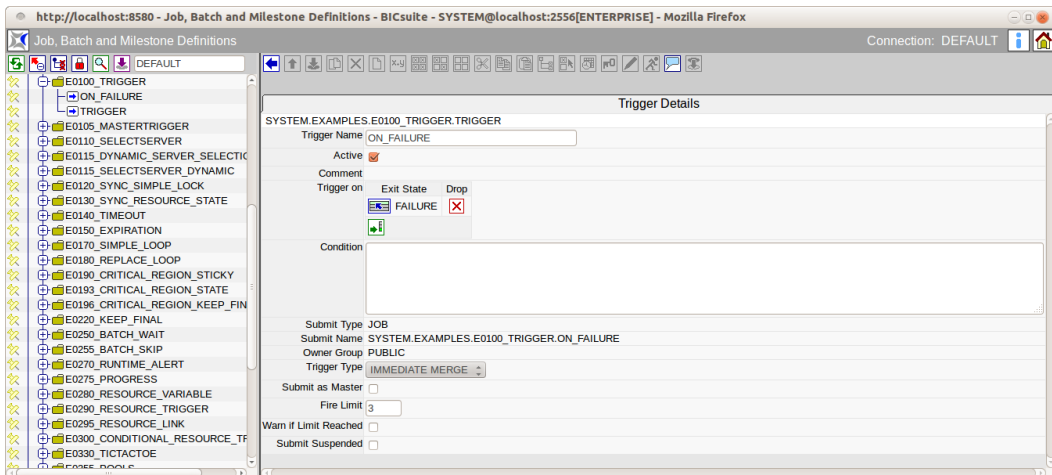 http://localhost:8580 - Job, Batch and Milestone Definitions - BICsuite - SYSTEM@localhost:2556[ENTERPRISE] - Mozilla Firefox
Job, Batch and Milestone Definitions
Connection: DEFAULT
DEFAULT
E0100_TRIGGER
ON_FAILURE
TRIGGER
E0105_MASTERTRIGGER
E0110_SELECTSERVER
E0115_DYNAMIC_SERVER_SELECTIO
E0115_SELECTSERVER_DYNAMIC
E0120_SYNC_SIMPLE_LOCK
E0130_SYNC_RESOURCE_STATE
E0140_TIMEOUT
E0150_EXPIRATION
E0170_SIMPLE_LOOP
E0180_REPLACE_LOOP
E0190_CRITICAL_REGION_STICKY
E0193_CRITICAL_REGION_STATE
E0196_CRITICAL_REGION_KEEP_FIN
E0220_KEEP_FINAL
E0250_BATCH_WAIT
E0255_BATCH_SKIP
E0270_RUNTIME_ALERT
E0275_PROGRESS
E0280_RESOURCE_VARIABLE
E0290_RESOURCE_TRIGGER
E0295_RESOURCE_LINK
E0300_CONDITIONAL_RESOURCE_TR
E0330_TICTACTOE
Trigger Details
SYSTEM.EXAMPLES.E0100_TRIGGER.TRIGGER
Trigger Name ON_FAILURE
Active
Comment
Trigger on Exit State Drop
FAILURE
Condition
Submit Type JOB
Submit Name SYSTEM.EXAMPLES.E0100_TRIGGER.ON_FAILURE
Owner Group PUBLIC
Trigger Type IMMEDIATE MERGE
Submit as Master
Fire Limit 3
Warn if Limit Reached
Submit Suspended